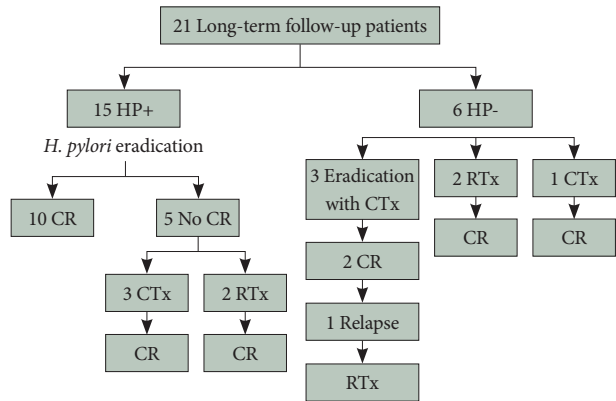 21 Long-term follow-up patients
15 HP+
6 HP-
H. pylori eradication
3 Eradication
with CTx
2 RTx
1 CTx
10 CR
5 No CR
CR
CR
2 CR
3 CTx
2 RTx
1 Relapse
CR
CR
RTx